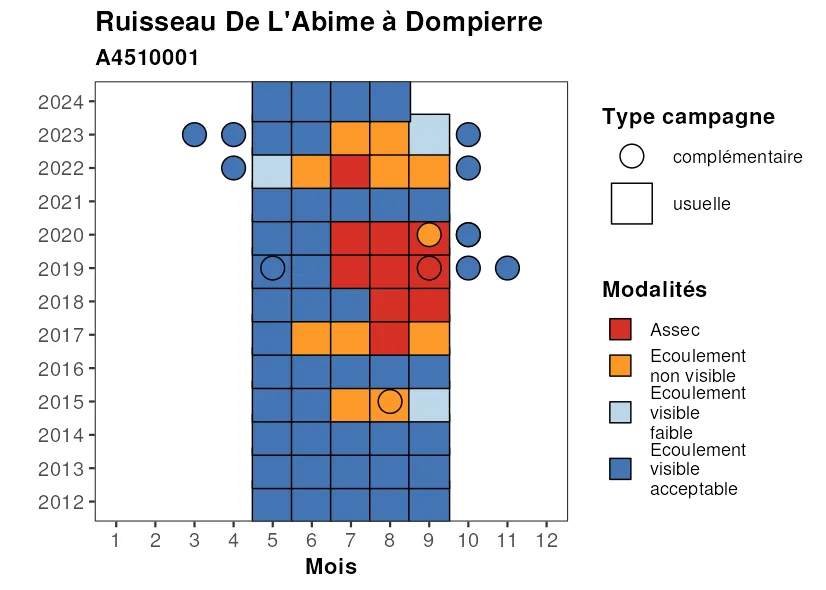 Ruisseau De L'Abime à Dompierre
A4510001
2024
2023
2022
2021
2020
2019
2018
2017
2016
2015
2014
2013
2012
1 2 3 4 5 6 7 8 9 10 11 12
Mois
Type campagne
complémentaire
usuelle
Modalités
Assec
Ecoulement
non visible
Ecoulement
visible
faible
Ecoulement
visible
acceptable